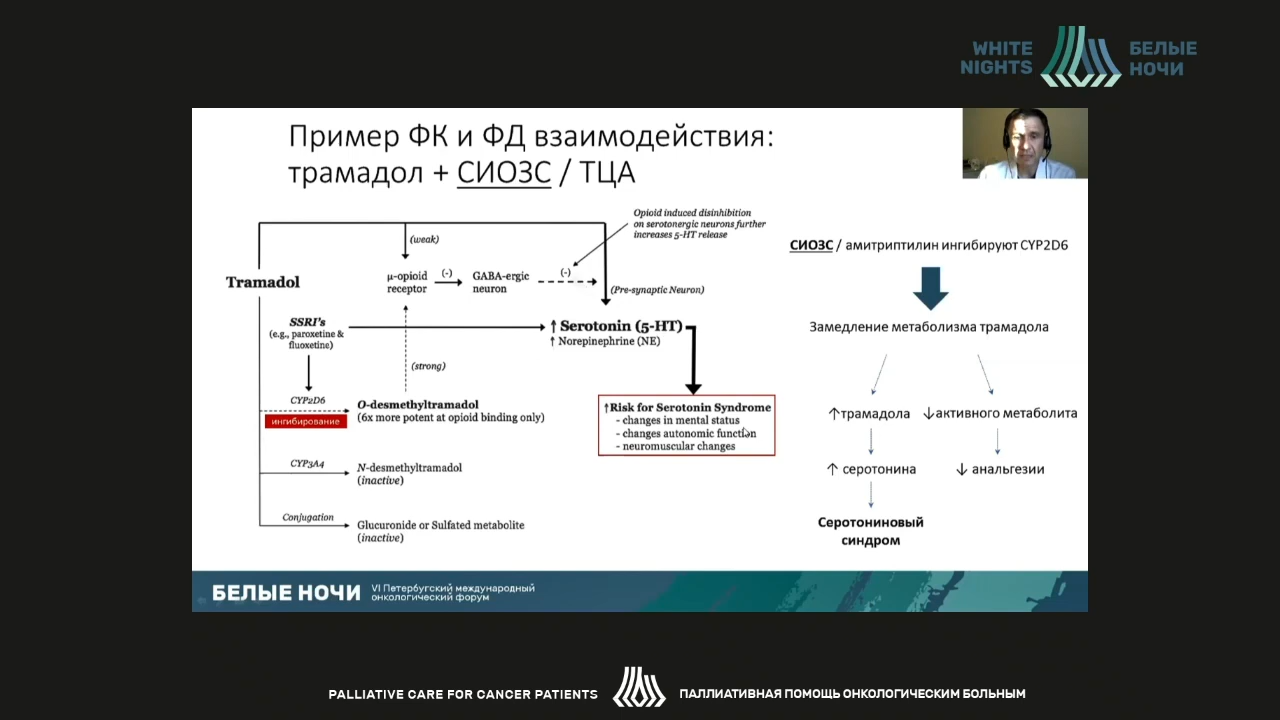 WHITE
NIGHTS
БЕЛЫЕ
НОЧИ
Пример ФК и ФД взаимодействия:
трамадол + СИОЗС / ТЦА
Opioid induced disinhibition
on serotonergic neurons further
increases 5-HT release
(weak)
Tramadol
µ-opioid
receptor
(-)
GABA-ergic
neuron
(-)
(Pre-synaptic Neuron)
SSRI's
(e.g., paroxetine &
fluoxetine)
↑ Serotonin (5-HT)
↑ Norepinephrine (NE)
(strong)
CYP2D6
ингибирование
O-desmethyltramadol
(6x more potent at opioid binding only)
↑Risk for Serotonin Syndrome
- changes in mental status
- changes autonomic function
- neuromuscular changes
CYP3A4
N-desmethyltramadol
(inactive)
Conjugation
Glucuronide or Sulfated metabolite
(inactive)
СИОЗС / амитриптилин ингибируют CYP2D6
Замедление метаболизма трамадола
↑трамадола
↓активного метаболита
↑ серотонина
↓ анальгезии
Серотониновый
синдром
БЕЛЫЕ НОЧИ
VI Петербугский международный
онкологический форум
PALLIATIVE CARE FOR CANCER PATIENTS
ПАЛЛИАТИВНАЯ ПОМОЩЬ ОНКОЛОГИЧЕСКИМ БОЛЬНЫМ